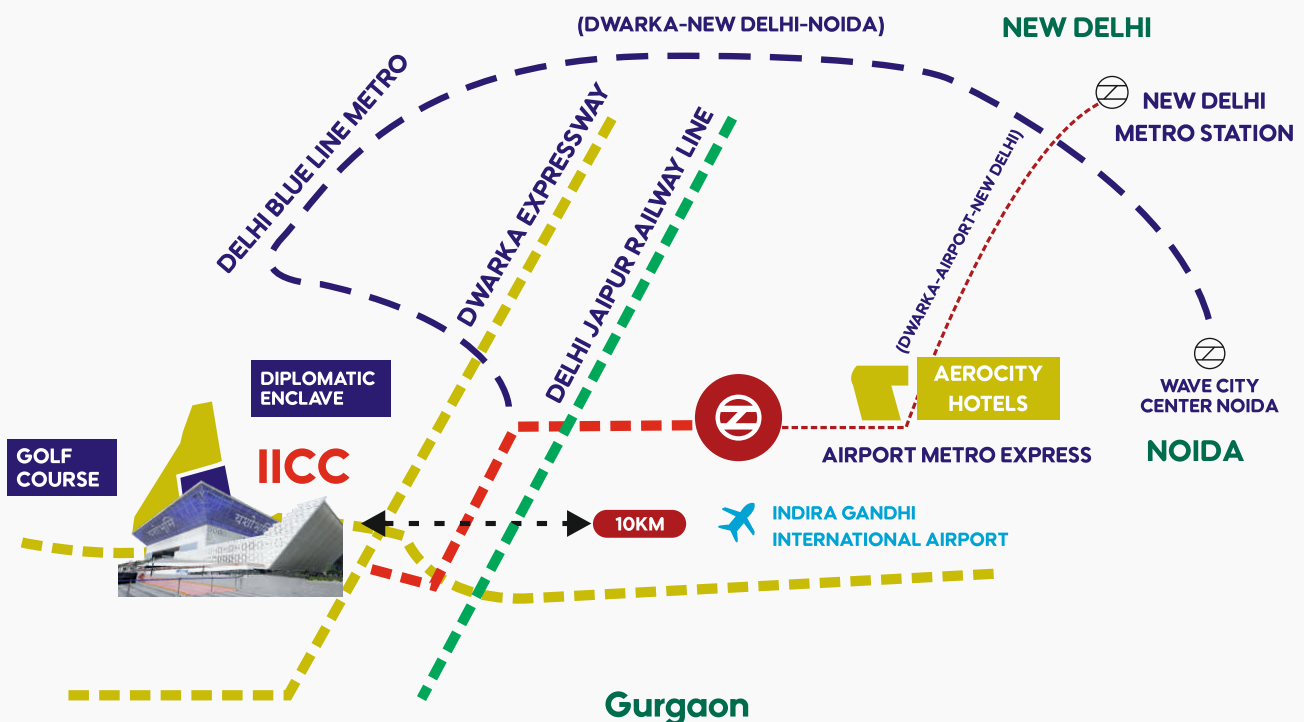 (DWARKA-NEW DELHI-NOIDA)
NEW DELHI
DELHI BLUE LINE METRO
DWARKA EXPRESSWAY
DELHI JAIPUR RAILWAY LINE
NEW DELHI
METRO STATION
(DWARKA-AIRPORT-NEW DELHI)
DIPLOMATIC
ENCLAVE
AEROCITY
HOTELS
WAVE CITY
CENTER NOIDA
GOLF
COURSE
IICC
AIRPORT METRO EXPRESS
NOIDA
यशोभूमि
यशोभूमि
10KM
INDIRA GANDHI
INTERNATIONAL AIRPORT
Gurgaon